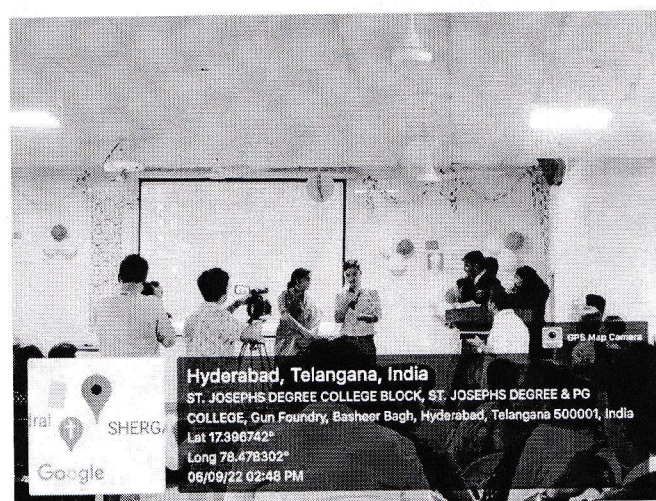 GPS Map Camera
Hyderabad, Telangana, India
ST. JOSEPHS DEGREE COLLEGE BLOCK, ST. JOSEPHS DEGREE & PG
COLLEGE, Gun Foundry, Basheer Bagh, Hyderabad, Telangana 500001, India
Lat 17.396742°
Long 78.478302°
06/09/22 02:48 PM
SHERGA
Google